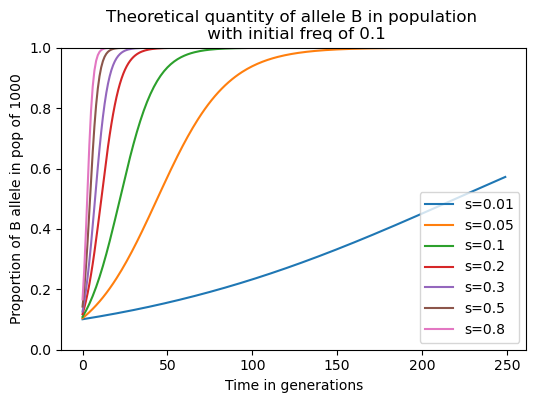 Theoretical quantity of allele B in population
with initial freq of 0.1
Proportion of B allele in pop of 1000
1.0
0.8
0.6
0.4
0.2
0.0
s=0.01
s=0.05
s=0.1
s=0.2
s=0.3
s=0.5
s=0.8
0 50 100 150 200 250
Time in generations